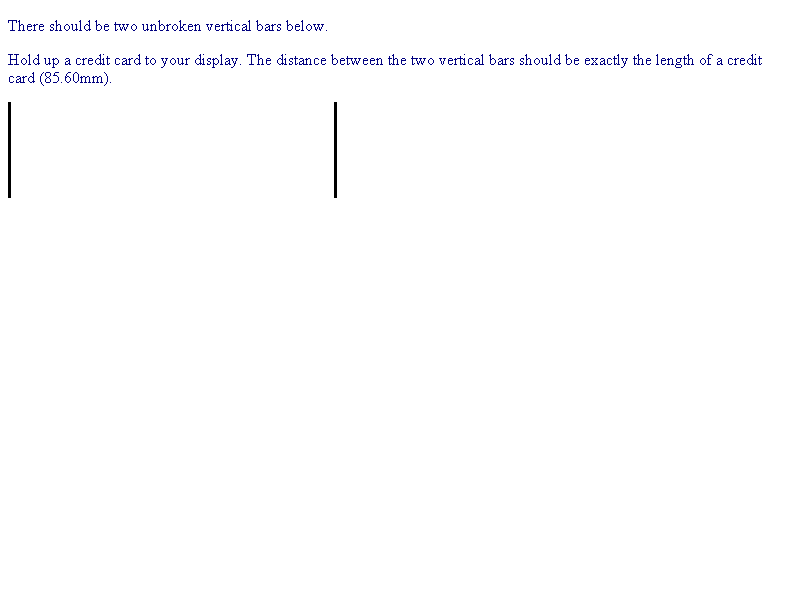 There should be two unbroken vertical bars below.
Hold up a credit card to your display. The distance between the two vertical bars should be exactly the length of a credit
card (85.60mm).